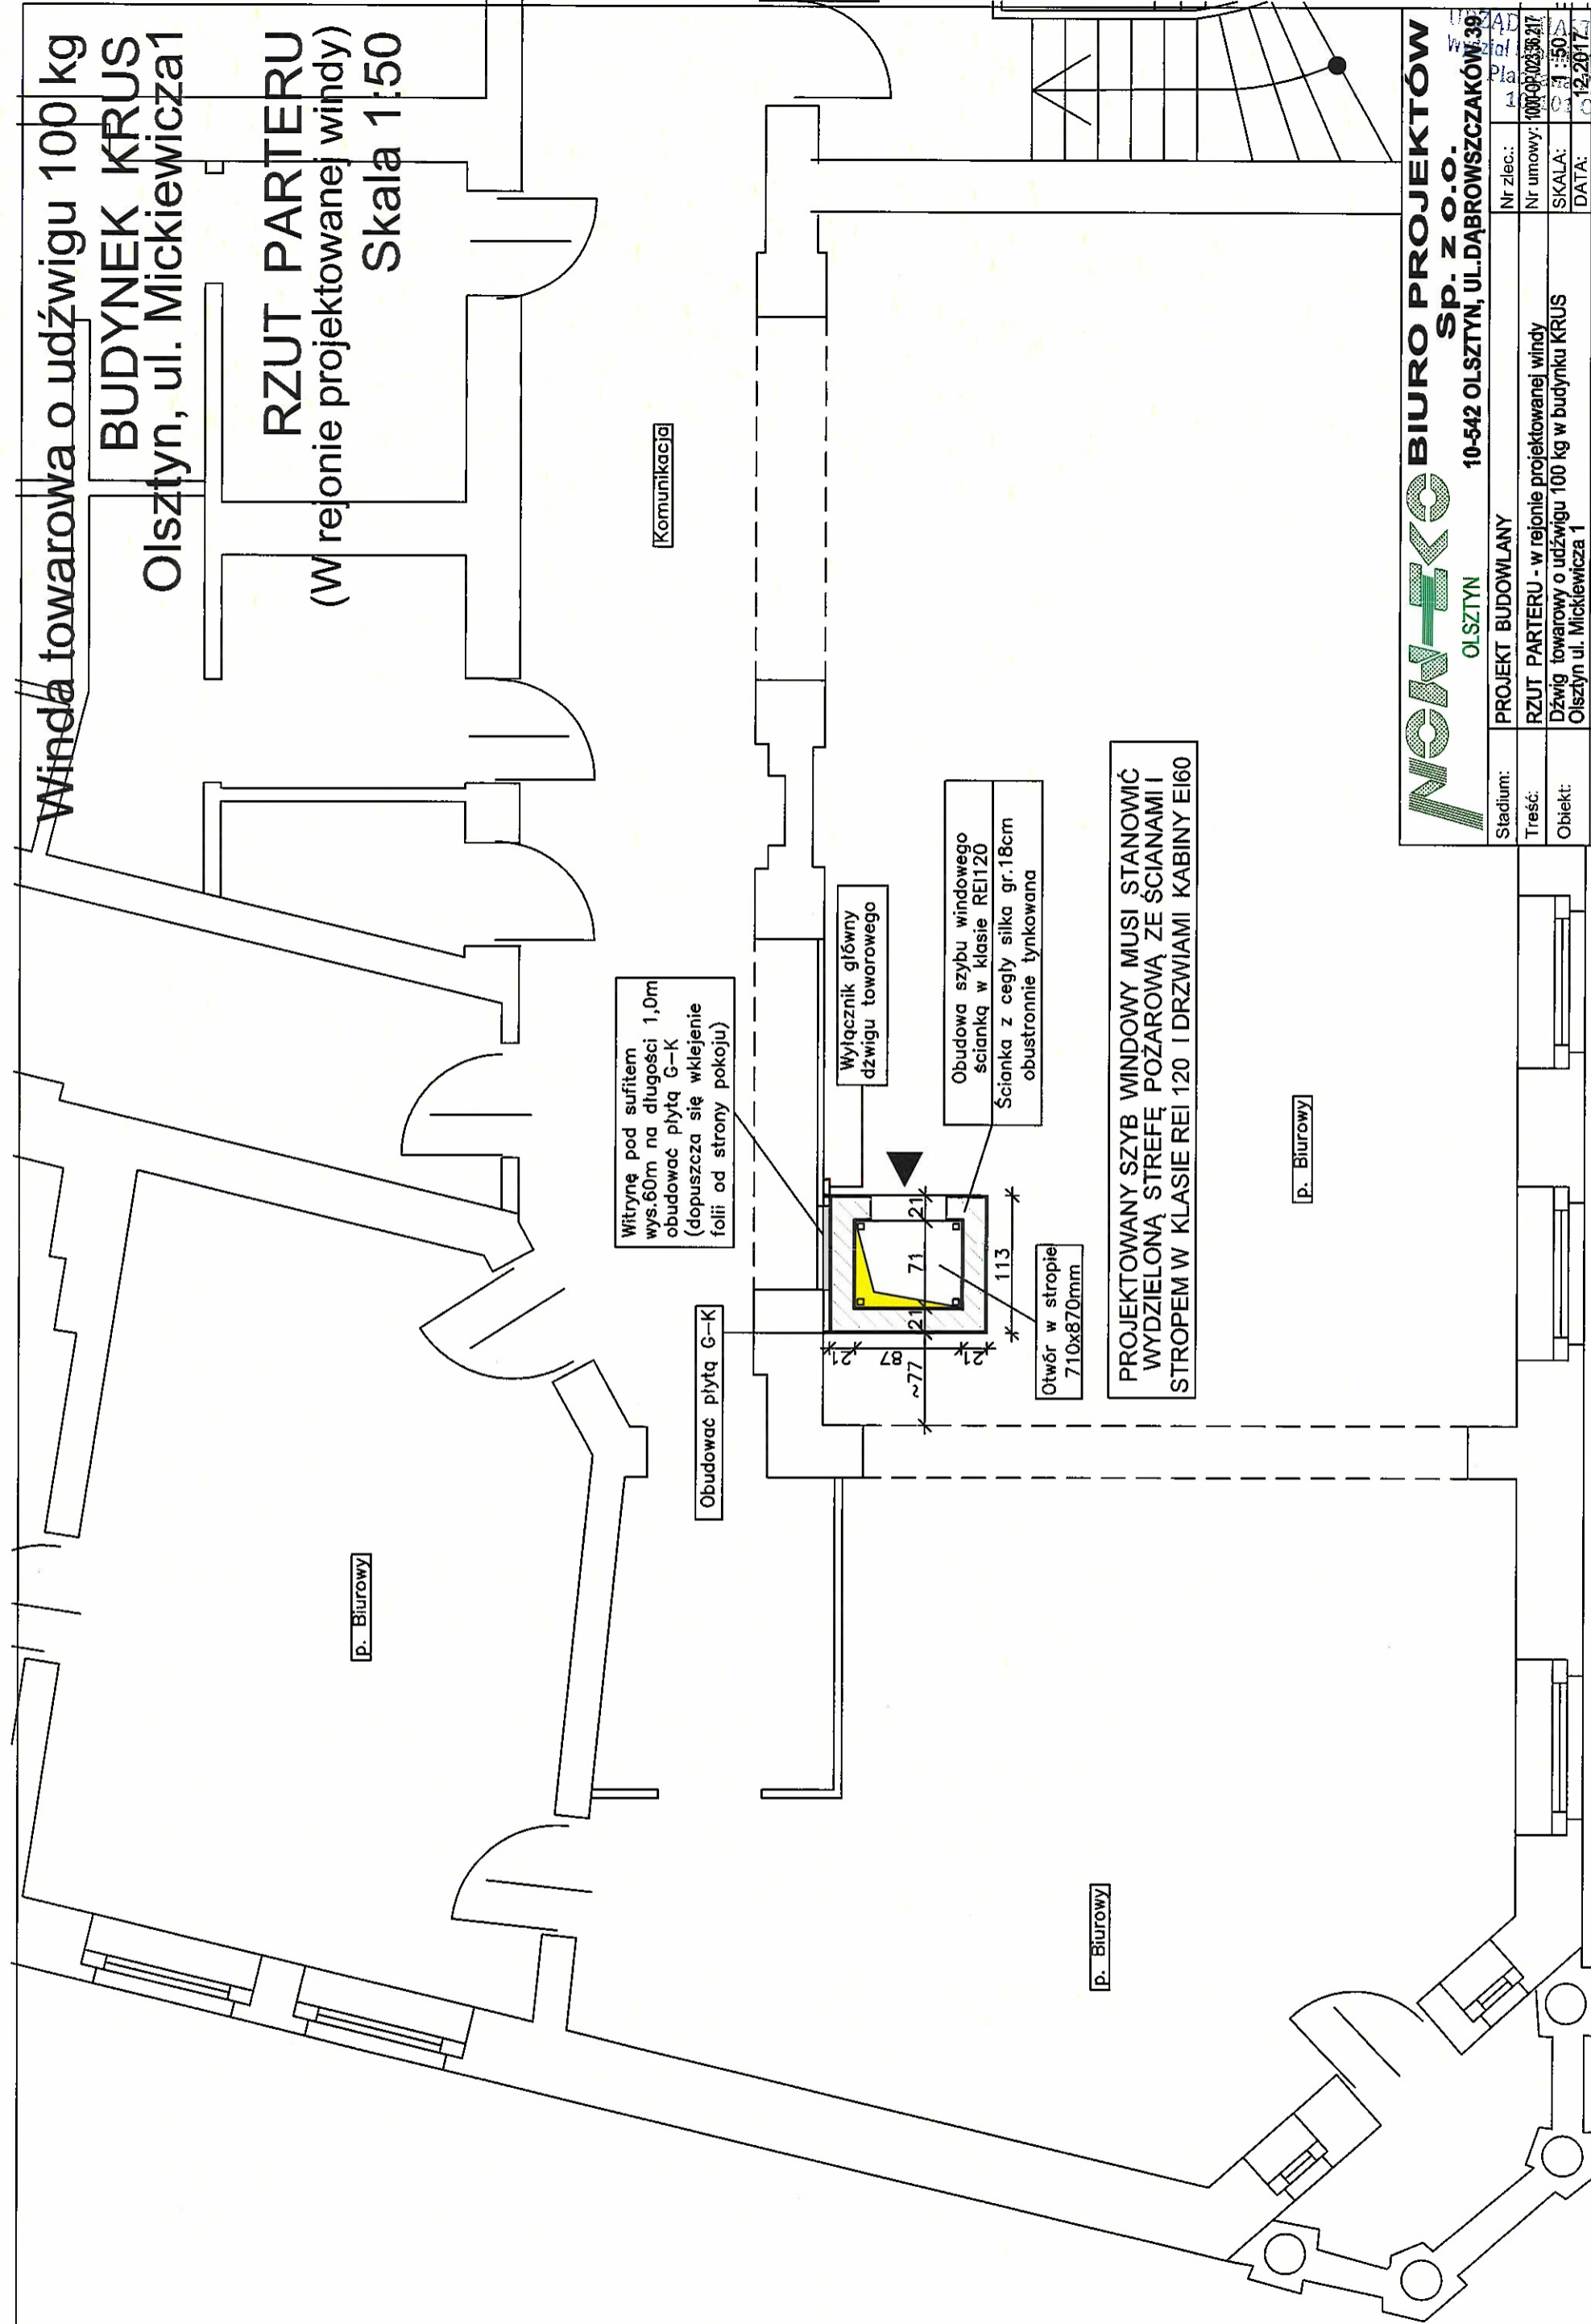 Winda towarowa o udźwigu 100 kg
BUDYNEK KRUS
Olsztyn, ul. Mickiewicza1
RZUT PARTERU
(W rejonie projektowanej windy)
Skala 1:50
Komunikacja
Witrynę pod sufitem
wys.60m na długości 1,0m
obudować płytą G-K
(dopuszcza się wklejenie
folii od strony pokoju)
Wyłącznik główny
dźwigu towarowego
Obudowa szybu windowego
ścianką w klasie REI120
Ścianka z cegły silka gr.18cm
obustronnie tynkowana
Obudować płytą G-K
21
71
21
113
21
87
21
~77
Otwór w stropie
710x870mm
PROJEKTOWANY SZYB WINDOWY MUSI STANOWIĆ
WYDZIELONĄ STREFĘ POŻAROWĄ ZE ŚCIANAMI I
STROPEM W KLASIE REI 120 I DRZWIAMI KABINY EI60
p. Biurowy
p. Biurowy
p. Biurowy
NOW-EKO
OLSZTYN
BIURO PROJEKTÓW
Sp. z o.o.
10-542 OLSZTYN, UL.DĄBROWSZCZAKÓW 39
Stadium: PROJEKT BUDOWLANY Nr zlec.:
Treść: RZUT PARTERU - w rejonie projektowanej windy Nr umowy:
Obiekt: Dźwig towarowy o udźwigu 100 kg w budynku KRUS
Olsztyn ul. Mickiewicza 1
SKALA: 1 :50
DATA: 12.2017